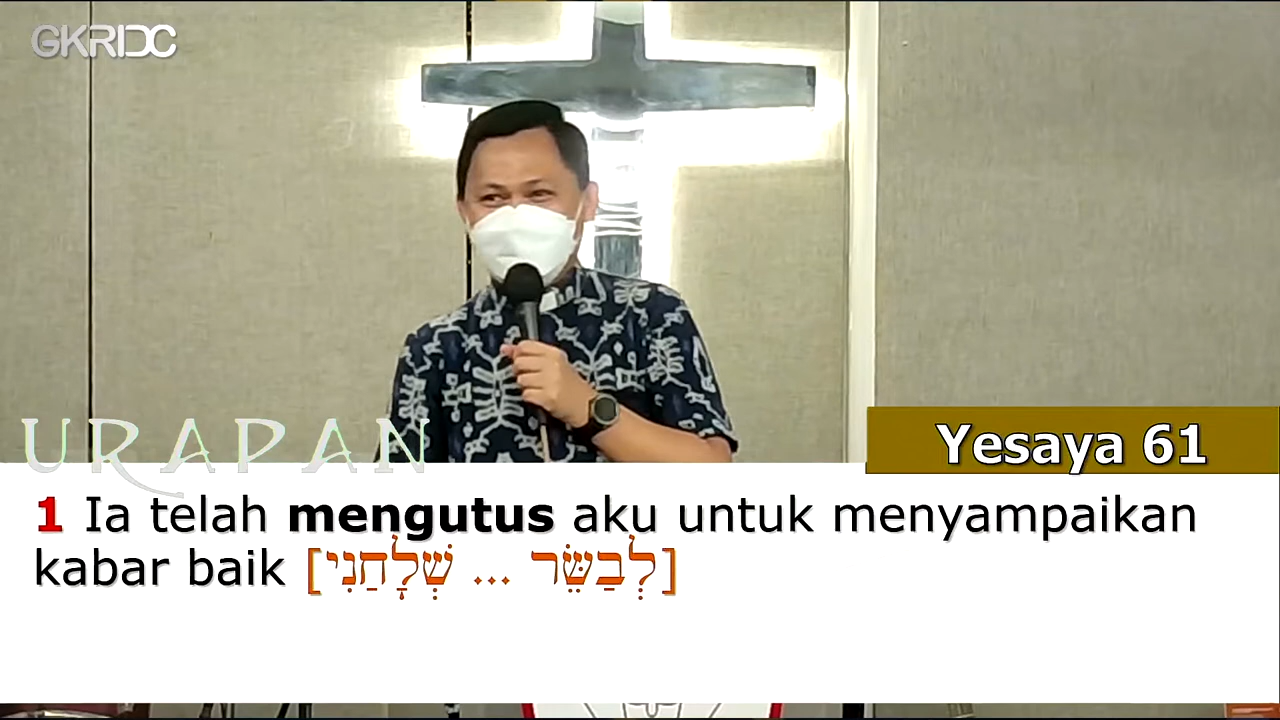 GKRIDC
URAPAN
Yesaya 61
1 Ia telah mengutus aku untuk menyampaikan
kabar baik [לְבַשֵּׂר ... שְׁלָחַנִי]